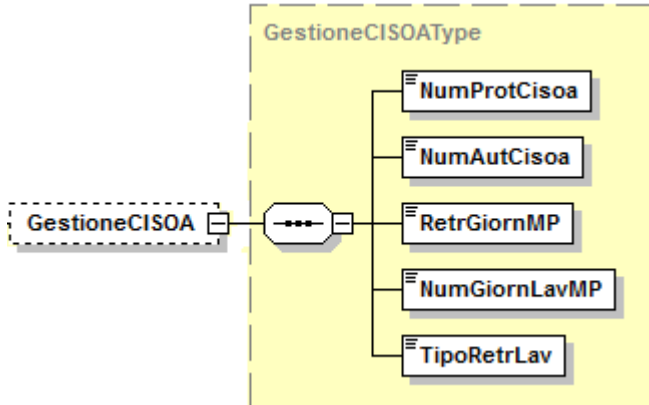 GestioneCISOAType
NumProtCisoa
NumAutCisoa
GestioneCISOA
RetrGiornMP
NumGiornLavMP
TipoRetrLav